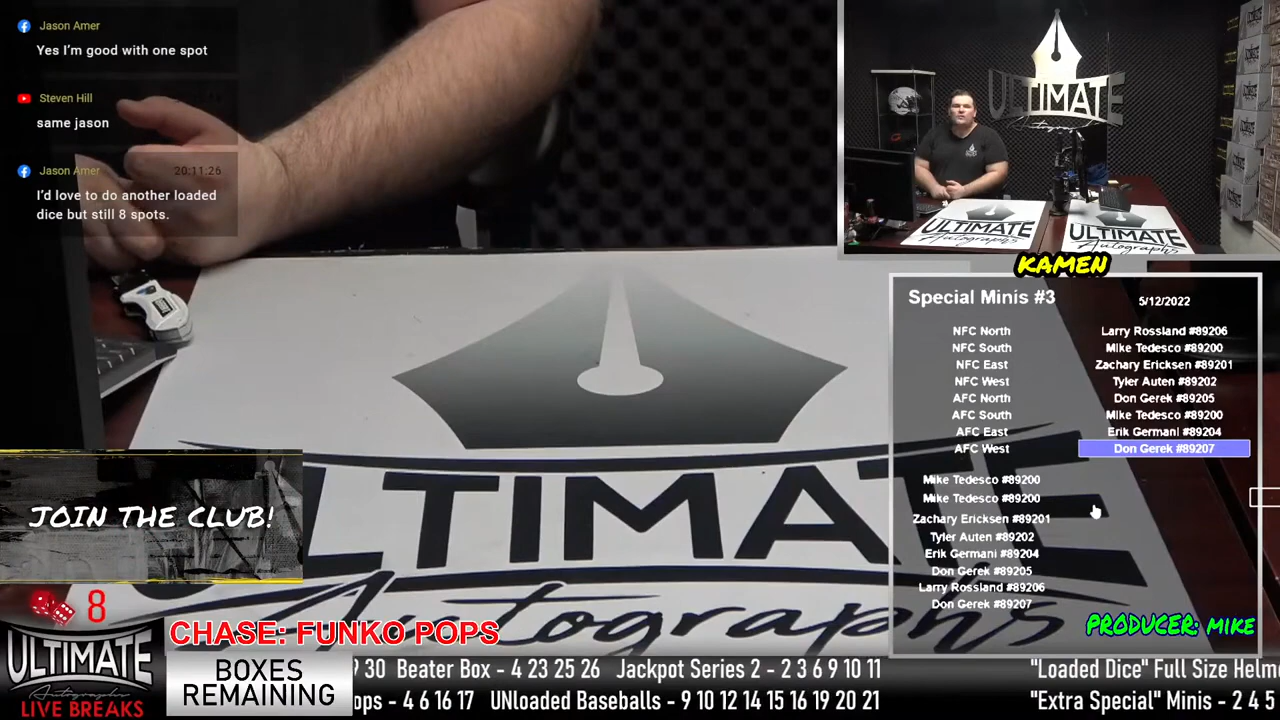 Jason Amer
Yes I'm good with one spot
Steven Hill
same jason
Jason Amer 20:11:26
I'd love to do another loaded
dice but still 8 spots.
ULTIMATE
ULTIMATE
Autographs
ULTIMATE
Autographs
KAMEN
Special Minis #3 5/12/2022
NFC North Larry Rossland #89206
NFC South Mike Tedesco #89200
NFC East Zachary Ericksen #89201
NFC West Tyler Auten #89202
AFC North Don Gerek #89205
AFC South Mike Tedesco #89200
AFC East Erik Germani #89204
AFC West Don Gerek #89207
Mike Tedesco #89200
Mike Tedesco #89200
Zachary Ericksen #89201
Tyler Auten #89202
Erik Germani #89204
Don Gerek #89205
Larry Rossland #89206
Don Gerek #89207
PRODUCER: MIKE
LTIMATE
Autographs
JOIN THE CLUB!
8
CHASE: FUNKO POPS
ULTIMATE
Autographs
LIVE BREAKS
BOXES
REMAINING
9 30 Beater Box - 4 23 25 26 Jackpot Series 2 - 2 3 6 9 10 11 "Loaded Dice" Full Size Helm
ops - 4 6 16 17 UNloaded Baseballs - 9 10 12 14 15 16 19 20 21 "Extra Special" Minis - 2 4 5